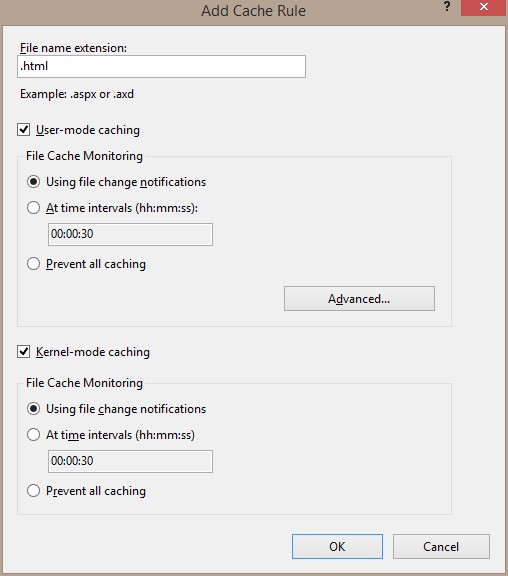 Add Cache Rule
?
File name extension:
.html
Example: .aspx or .axd
User-mode caching
File Cache Monitoring
Using file change notifications
At time intervals (hh:mm:ss):
00:00:30
Prevent all caching
Advanced...
Kernel-mode caching
File Cache Monitoring
Using file change notifications
At time intervals (hh:mm:ss)
00:00:30
Prevent all caching
OK Cancel